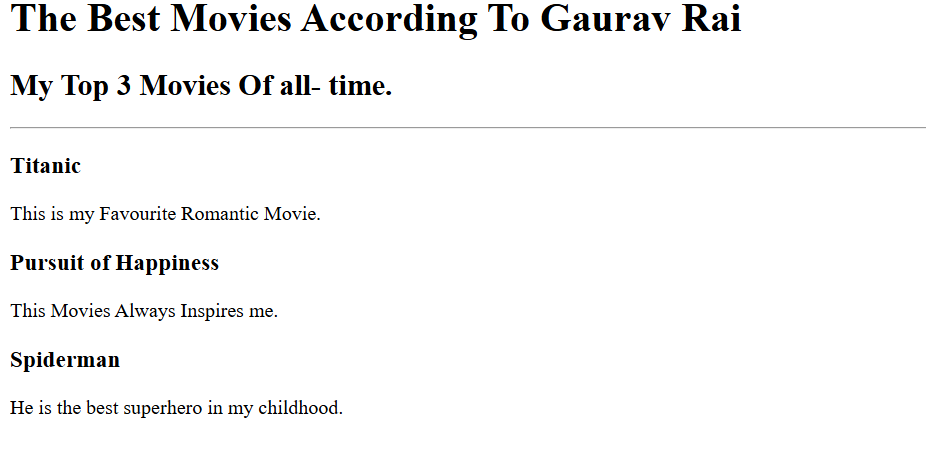 The Best Movies According To Gaurav Rai
My Top 3 Movies Of all- time.
Titanic
This is my Favourite Romantic Movie.
Pursuit of Happiness
This Movies Always Inspires me.
Spiderman
He is the best superhero in my childhood.